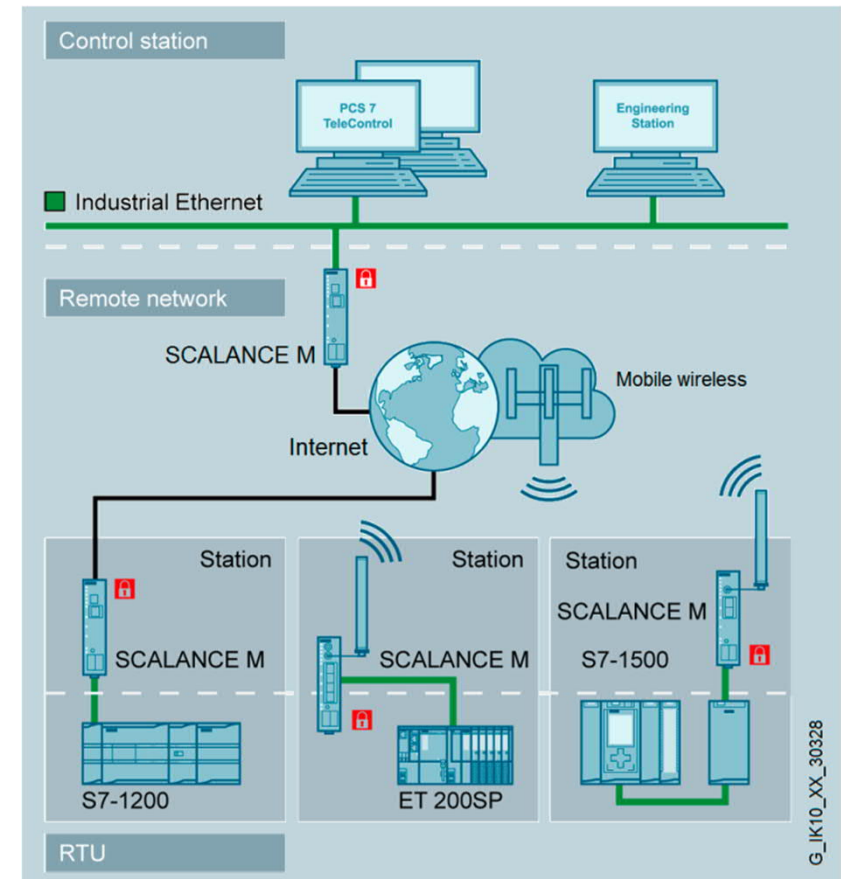 Control station
PCS 7
TeleControl
Engineering
Station
Industrial Ethernet
Remote network
SCALANCE M
Mobile wireless
Internet
Station
SCALANCE M
S7-1200
Station
SCALANCE M
ET 200SP
Station
SCALANCE M
S7-1500
RTU
G_IK10_XX_30328